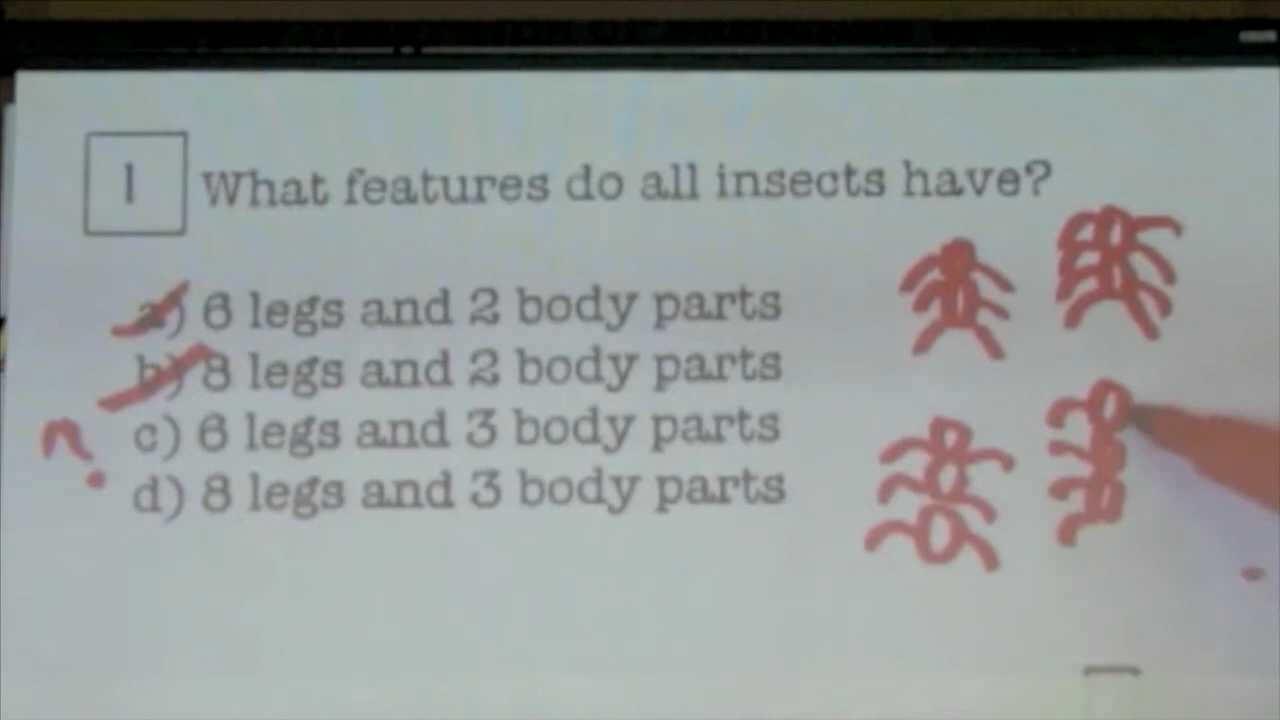 1 What features do all insects have?
a) 6 legs and 2 body parts
b) 8 legs and 2 body parts
c) 6 legs and 3 body parts
d) 8 legs and 3 body parts